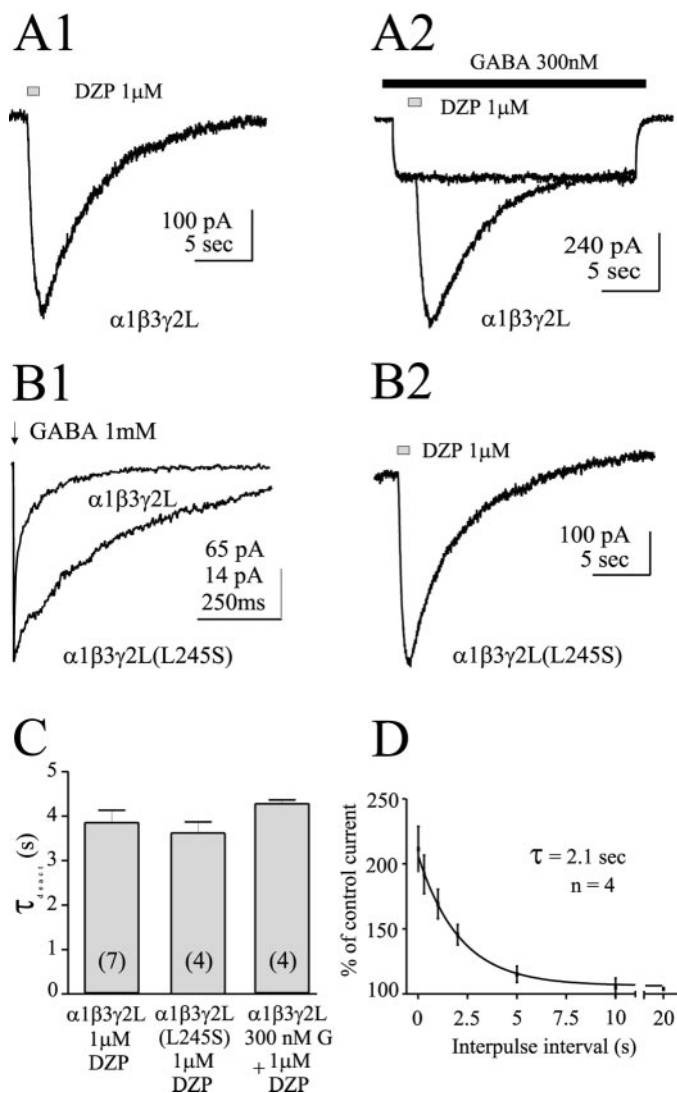 A1
DZP 1μM
100 pA
5 sec
α1β3γ2L
A2
GABA 300nM
DZP 1μM
240 pA
5 sec
α1β3γ2L
B1
GABA 1mM
α1β3γ2L
65 pA
14 pA
250ms
α1β3γ2L(L245S)
B2
DZP 1μM
100 pA
5 sec
α1β3γ2L(L245S)
C
τdeact (s)
5
4
3
2
1
0
(7)
(4)
(4)
α1β3γ2L
1μM
DZP
α1β3γ2L
(L245S)
1μM
DZP
α1β3γ2L
300 nM G
+ 1μM
DZP
D
% of control current
250
200
150
100
τ = 2.1 sec
n = 4
0
2.5
5
10
20
Interpulse interval (s)